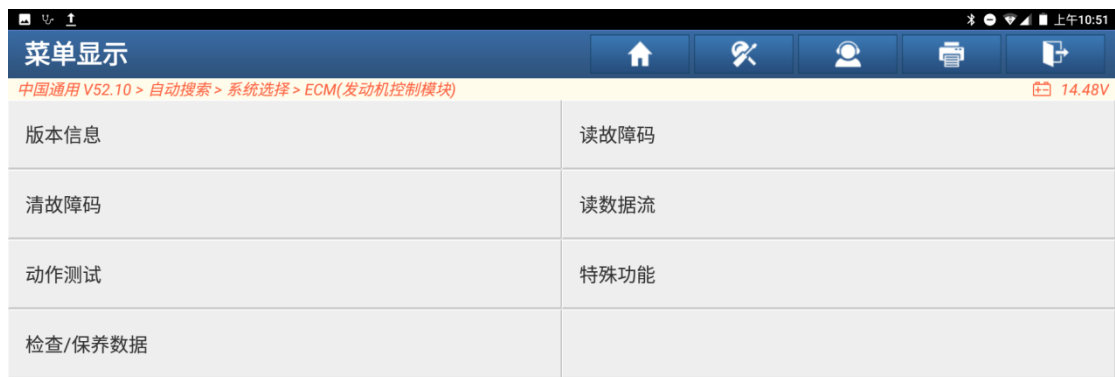 上午10:51
菜单显示
中国通用 V52.10 > 自动搜索 > 系统选择 > ECM(发动机控制模块)
14.48V
版本信息
读故障码
清故障码
读数据流
动作测试
特殊功能
检查/保养数据